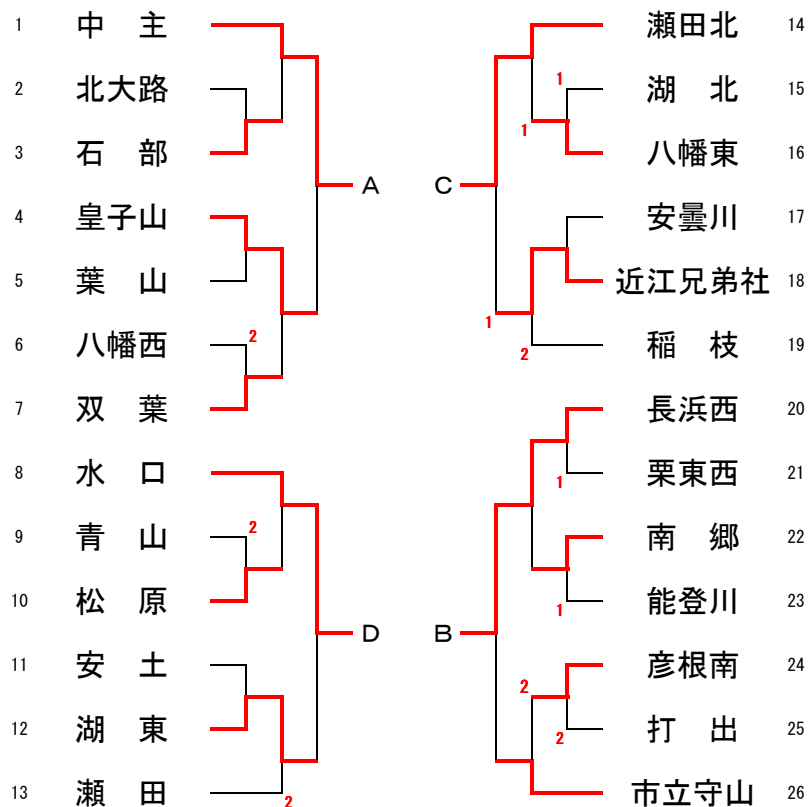 1 中 主
2 北大路
2
3 石 部
A
4 皇子山
5 葉 山
6 八幡西
2
7 双 葉
8 水 口
9 青 山
2
10 松 原
D
11 安 土
12 湖 東
13 瀬 田
2
瀬田北 14
1
湖 北 15
1
八幡東 16
C
安曇川 17
近江兄弟社 18
1
稲 枝 19
2
長浜西 20
栗東西 21
1
南 郷 22
能登川 23
1
B
彦根南 24
2
打 出 25
2
市立守山 26